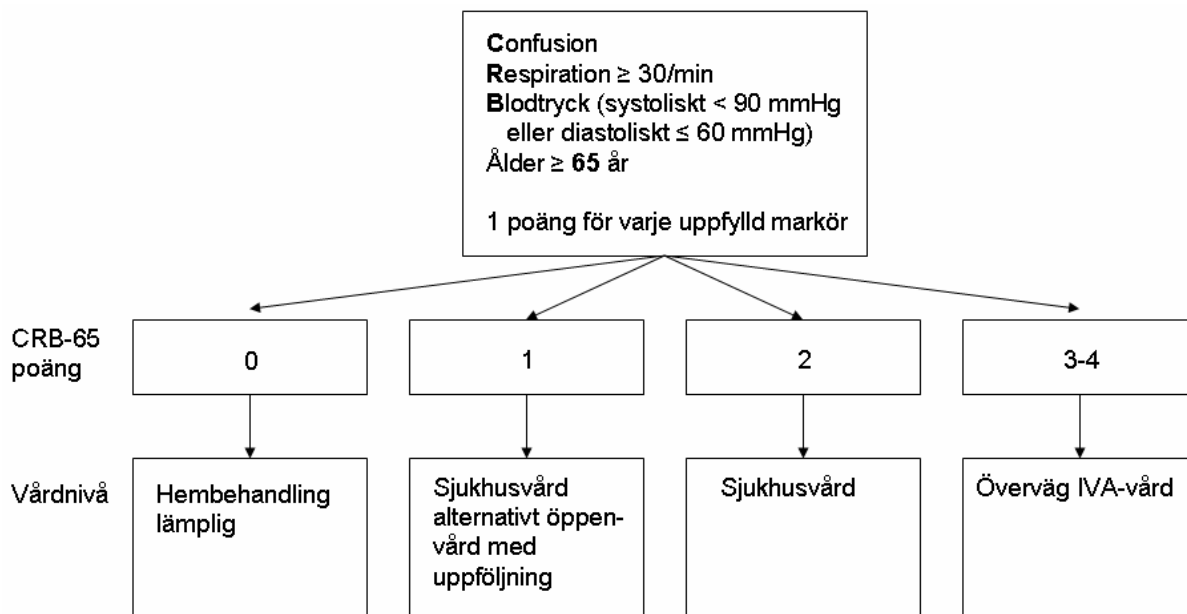 Confusion
Respiration ≥ 30/min
Blodtryck (systoliskt < 90 mmHg
eller diastoliskt ≤ 60 mmHg)
Ålder ≥ 65 år
1 poäng för varje uppfylld markör
CRB-65
poäng
0
1
2
3-4
Vårdnivå
Hembehandling
lämplig
Sjukhusvård
alternativt öppen-
vård med
uppföljning
Sjukhusvård
Överväg IVA-vård